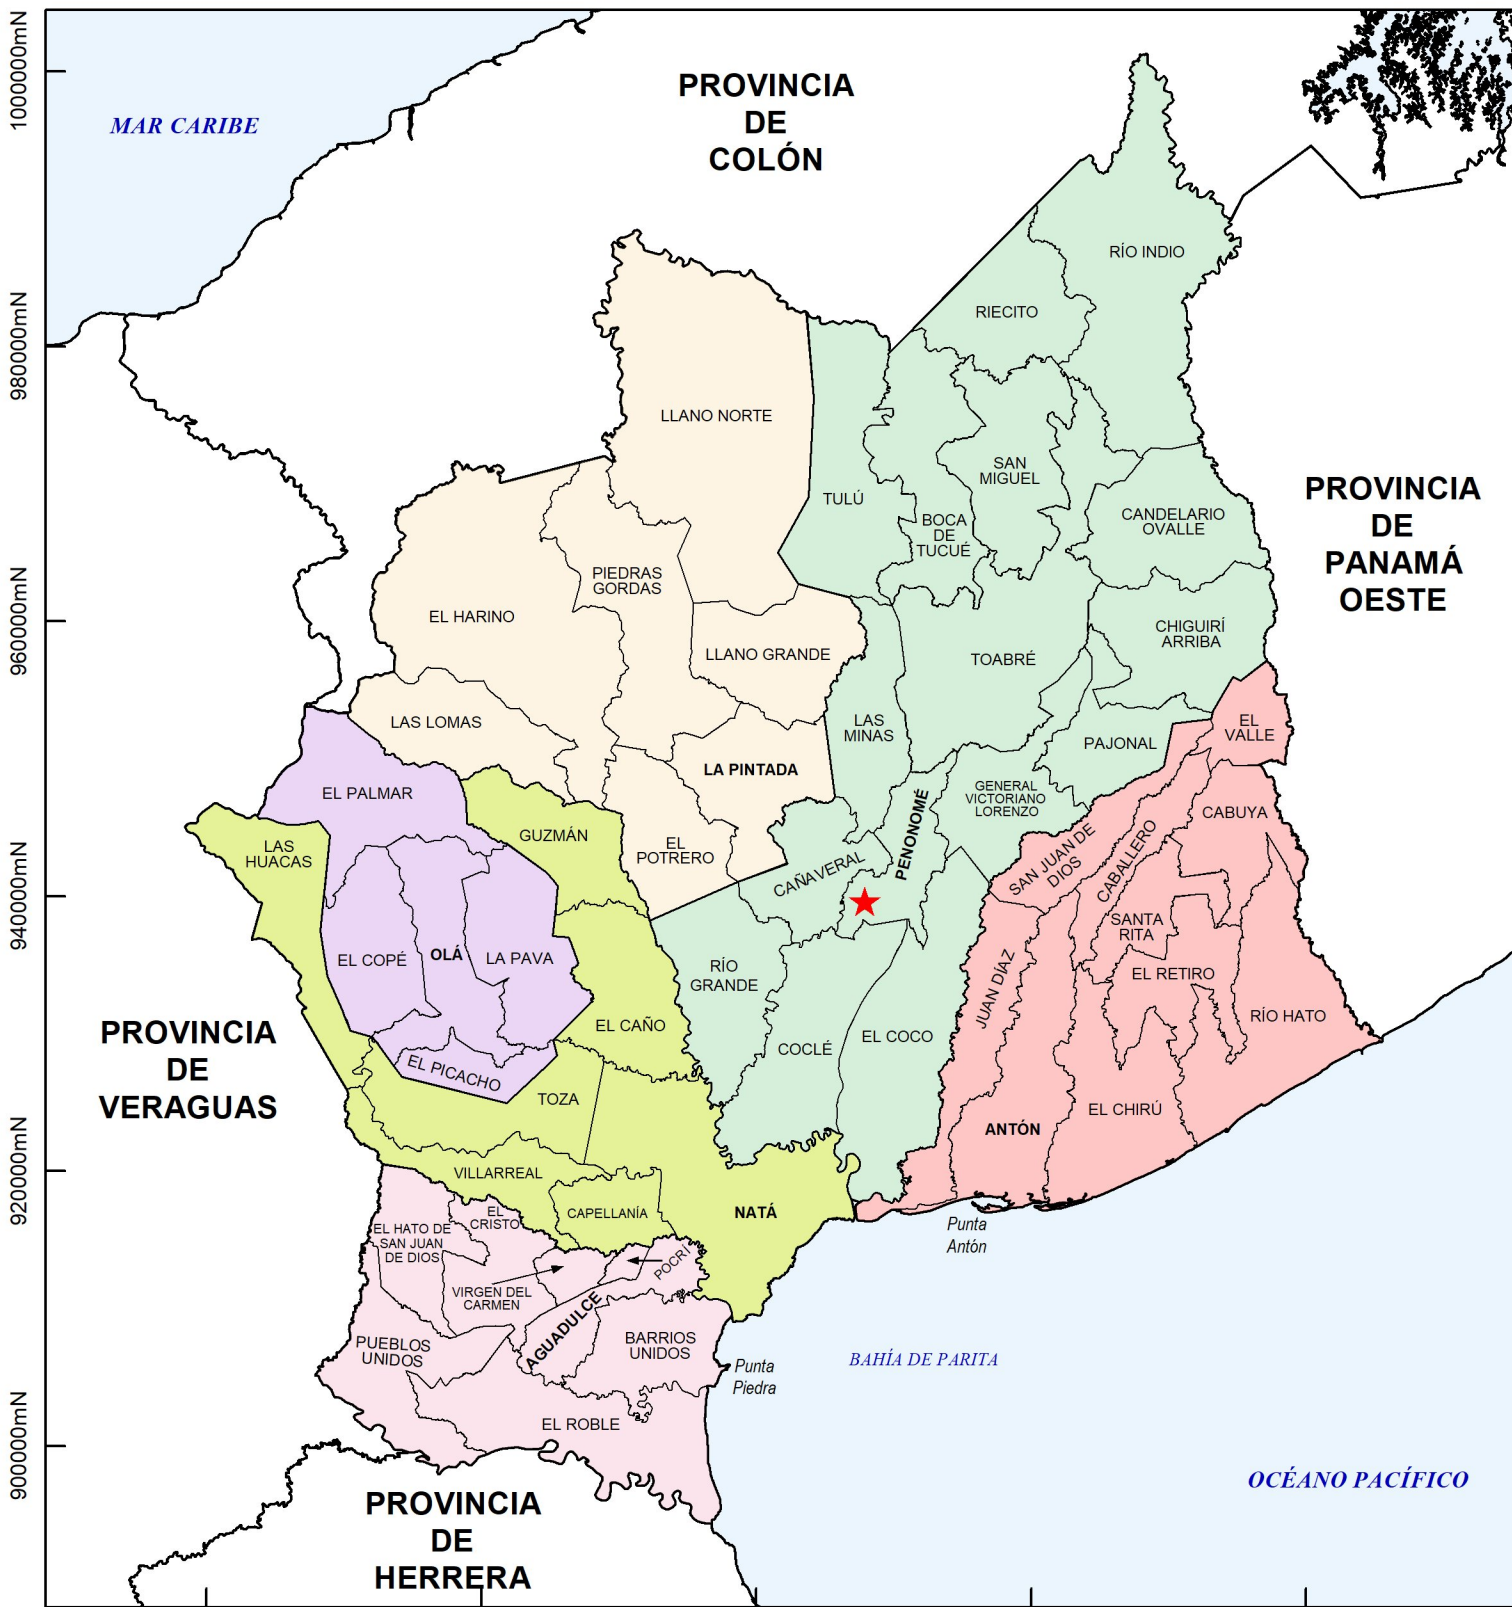 1000000mN
980000mN
960000mN
940000mN
920000mN
900000mN
MAR CARIBE
PROVINCIA
DE
COLÓN
RÍO INDIO
RIECITO
LLANO NORTE
TULÚ
SAN
MIGUEL
BOCA
DE
TUCUÉ
CANDELARIO
OVALLE
PROVINCIA
DE
PANAMÁ
OESTE
PIEDRAS
GORDAS
EL HARINO
LLANO GRANDE
TOABRÉ
CHIGUIRÍ
ARRIBA
LAS LOMAS
LAS
MINAS
PAJONAL
EL
VALLE
LA PINTADA
EL PALMAR
GENERAL
VICTORIANO
LORENZO
PENONOMÉ
CABUYA
GUZMÁN
LAS
HUACAS
EL
POTRERO
CAÑAVERAL
SAN JUAN DE
DIOS
CABALLERO
SANTA
RITA
EL COPÉ
OLÁ
LA PAVA
RÍO
GRANDE
EL RETIRO
JUAN DÍAZ
RÍO HATO
EL CAÑO
COCLÉ
EL COCO
PROVINCIA
DE
VERAGUAS
EL PICACHO
TOZA
EL CHIRÚ
ANTÓN
VILLARREAL
CAPELLANÍA
NATÁ
EL
CRISTO
EL HATO DE
SAN JUAN
DE DIOS
Punta
Antón
POCRÍ
VIRGEN DEL
CARMEN
AGUADULCE
PUEBLOS
UNIDOS
BARRIOS
UNIDOS
Punta
Piedra
BAHÍA DE PARITA
EL ROBLE
PROVINCIA
DE
HERRERA
OCÉANO PACÍFICO